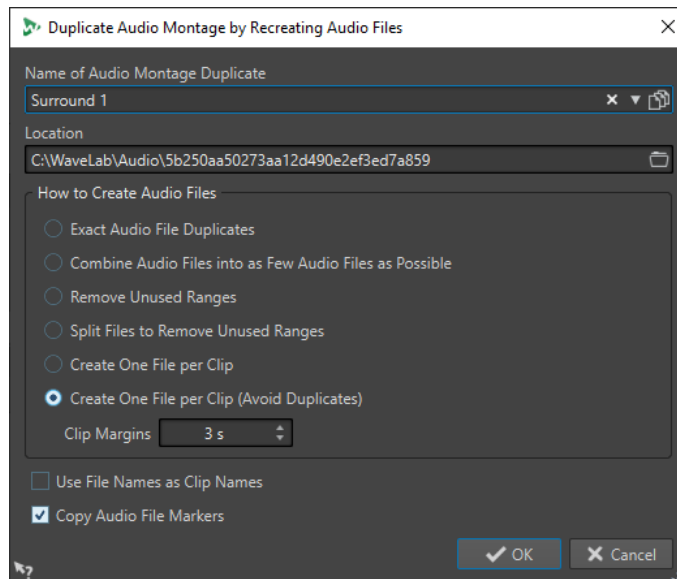 Duplicate Audio Montage by Recreating Audio Files
Name of Audio Montage Duplicate
Surround 1
Location
C:\WaveLab\Audio\5b250aa50273aa12d490e2ef3ed7a859
How to Create Audio Files
Exact Audio File Duplicates
Combine Audio Files into as Few Audio Files as Possible
Remove Unused Ranges
Split Files to Remove Unused Ranges
Create One File per Clip
Create One File per Clip (Avoid Duplicates)
Clip Margins 3 s
Use File Names as Clip Names
Copy Audio File Markers
OK Cancel